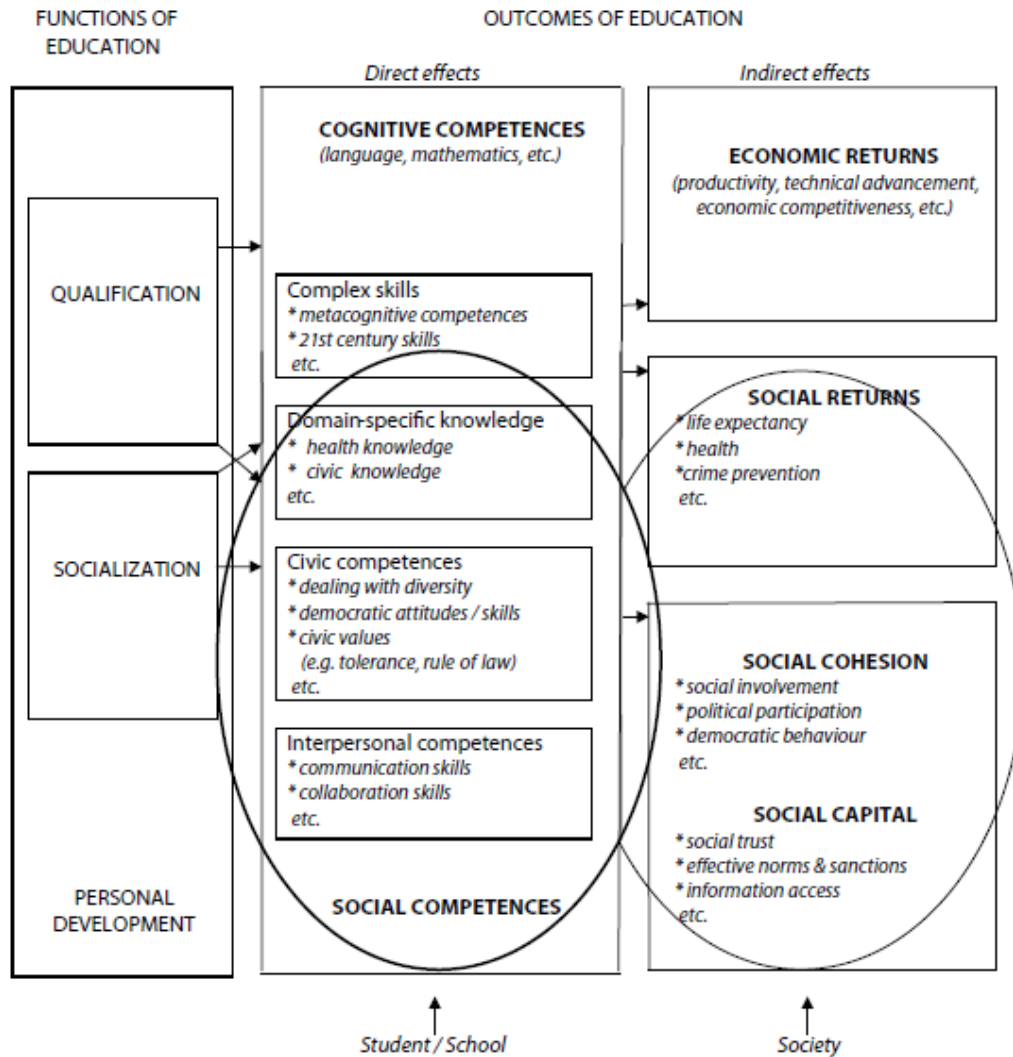 FUNCTIONS OF
EDUCATION
OUTCOMES OF EDUCATION
Direct effects
Indirect effects
QUALIFICATION
SOCIALIZATION
PERSONAL
DEVELOPMENT
COGNITIVE COMPETENCES
(language, mathematics, etc.)
Complex skills
* metacognitive competences
* 21st century skills
etc.
Domain-specific knowledge
* health knowledge
* civic knowledge
etc.
Civic competences
* dealing with diversity
* democratic attitudes / skills
* civic values
(e.g. tolerance, rule of law)
etc.
Interpersonal competences
* communication skills
* collaboration skills
etc.
SOCIAL COMPETENCES
ECONOMIC RETURNS
(productivity, technical advancement,
economic competitiveness, etc.)
SOCIAL RETURNS
*life expectancy
* health
*crime prevention
etc.
SOCIAL COHESION
* social involvement
* political participation
* democratic behaviour
etc.
SOCIAL CAPITAL
* social trust
* effective norms & sanctions
* information access
etc.
Student / School
Society